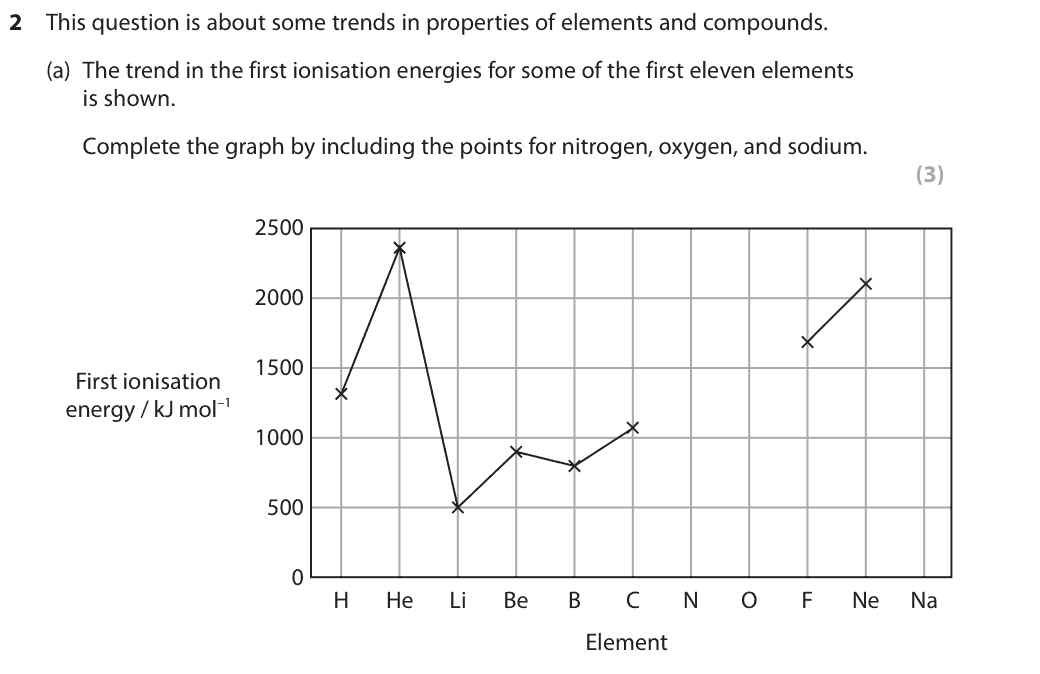 2 This question is about some trends in properties of elements and compounds.
(a) The trend in the first ionisation energies for some of the first eleven elements
is shown.
Complete the graph by including the points for nitrogen, oxygen, and sodium.
(3)
2500
2000
1500
1000
500
0
First ionisation
energy / kJ mol⁻¹
H He Li Be B C N O F Ne Na
Element